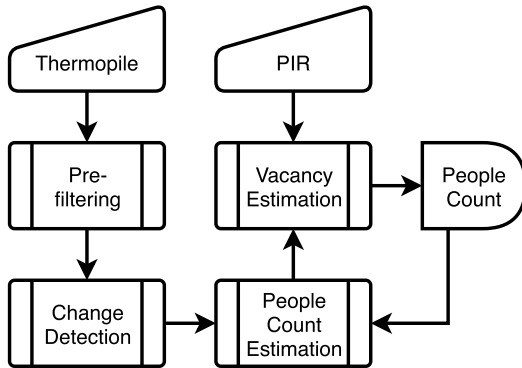 Thermopile
PIR
Pre-
filtering
Vacancy
Estimation
People
Count
Change
Detection
People
Count
Estimation